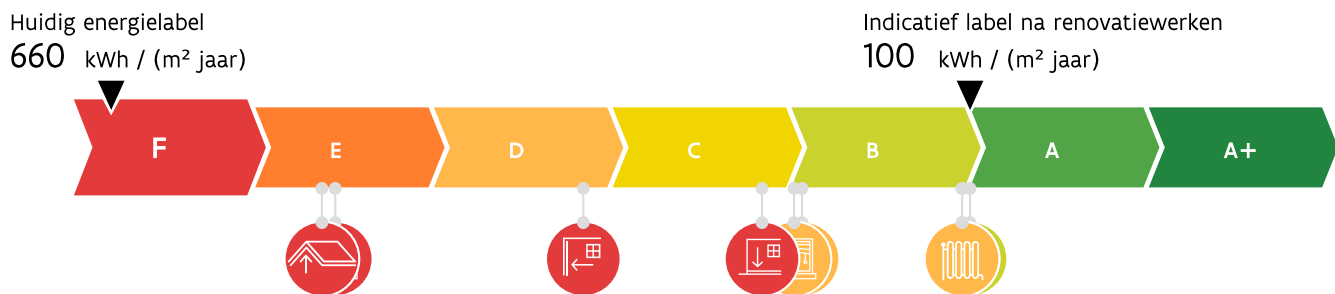 Huidig energielabel
660 kWh / (m² jaar)
Indicatief label na renovatiewerken
100 kWh / (m² jaar)
F E D C B A A+